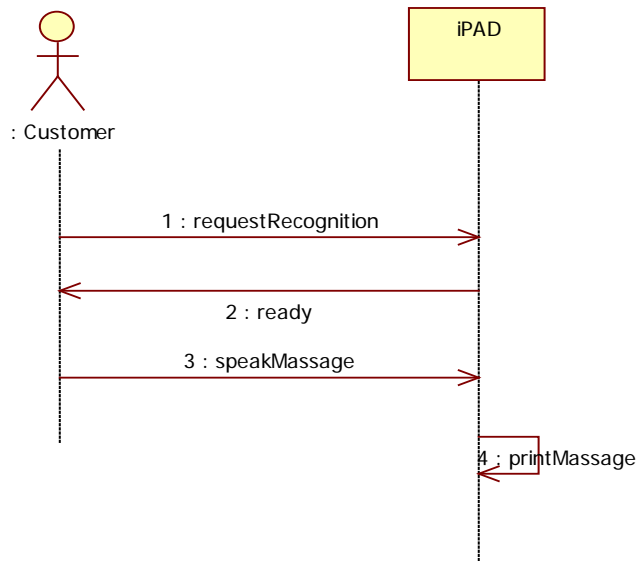 iPAD
: Customer
1 : requestRecognition
2 : ready
3 : speakMassage
4 : printMassage